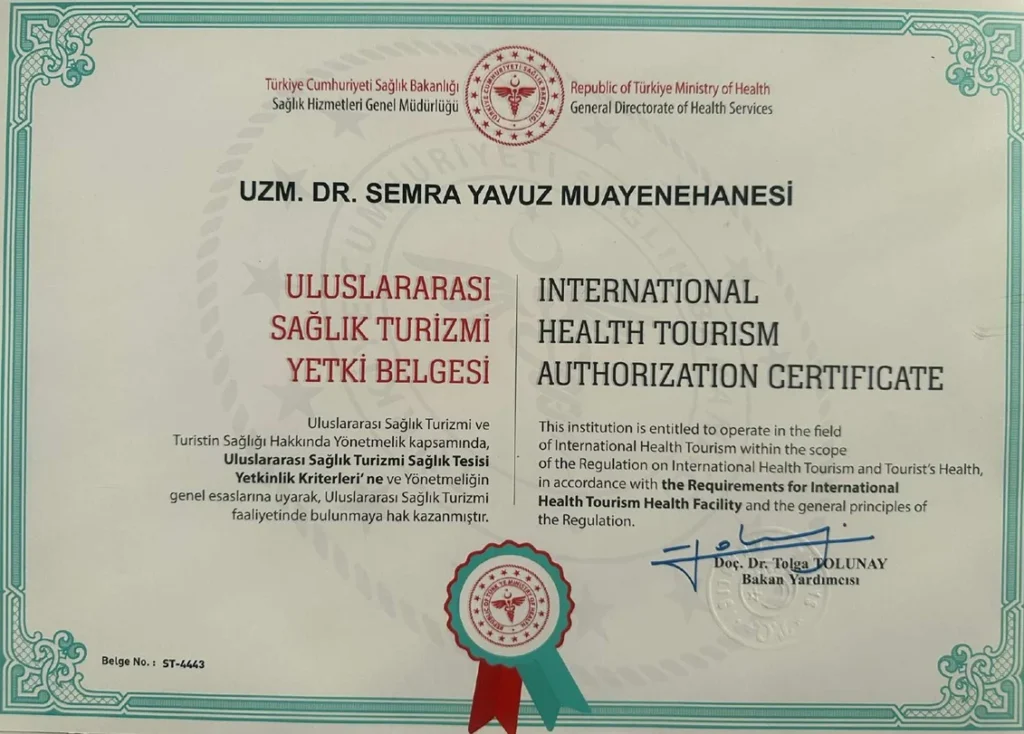 Türkiye Cumhuriyeti Sağlık Bakanlığı
Sağlık Hizmetleri Genel Müdürlüğü
Republic of Türkiye Ministry of Health
General Directorate of Health Services
UZM. DR. SEMRA YAVUZ MUAYENEHANESİ
ULUSLARARASI
SAĞLIK TURİZMİ
YETKİ BELGESİ
INTERNATIONAL
HEALTH TOURISM
AUTHORIZATION CERTIFICATE
Uluslararası Sağlık Turizmi ve
Turistin Sağlığı Hakkında Yönetmelik kapsamında,
Uluslararası Sağlık Turizmi Sağlık Tesisi
Yetkinlik Kriterleri'ne ve Yönetmeliğin
genel esaslarına uyarak, Uluslararası Sağlık Turizmi
faaliyetinde bulunmaya hak kazanmıştır.
This institution is entitled to operate in the field
of International Health Tourism within the scope
of the Regulation on International Health Tourism and Tourist's Health,
in accordance with the Requirements for International
Health Tourism Health Facility and the general principles of
the Regulation.
Doç. Dr. Tolga TOLUNAY
Bakan Yardımcısı
Belge No. : ST-4443